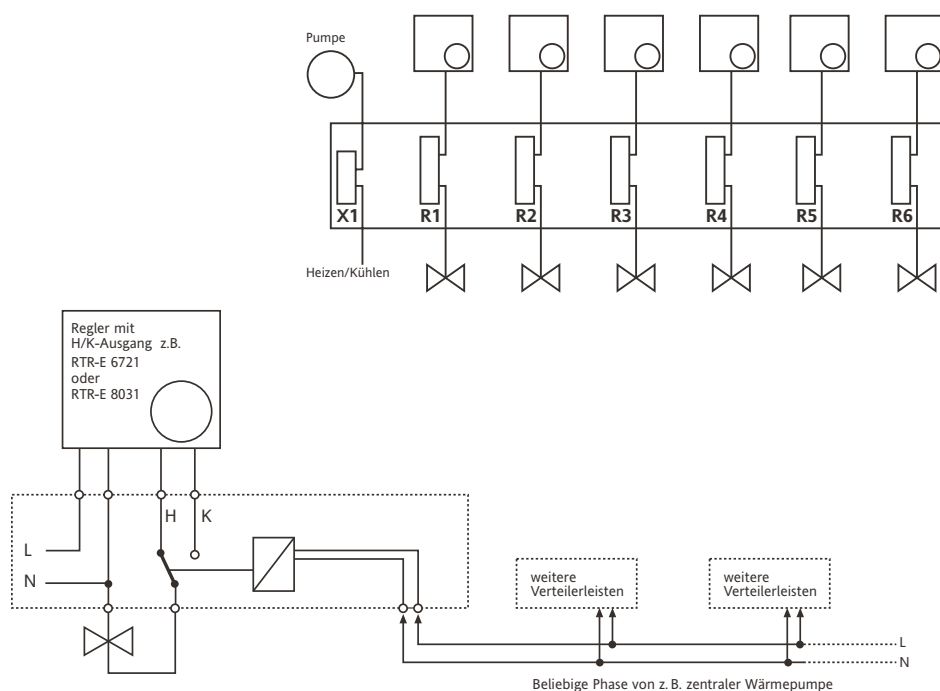 Pumpe
X1
R1
R2
R3
R4
R5
R6
Heizen/Kühlen
Regler mit
H/K-Ausgang z.B.
RTR-E 6721
oder
RTR-E 8031
H
K
L
N
weitere
Verteilerleisten
weitere
Verteilerleisten
L
N
Beliebige Phase von z. B. zentraler Wärmepumpe